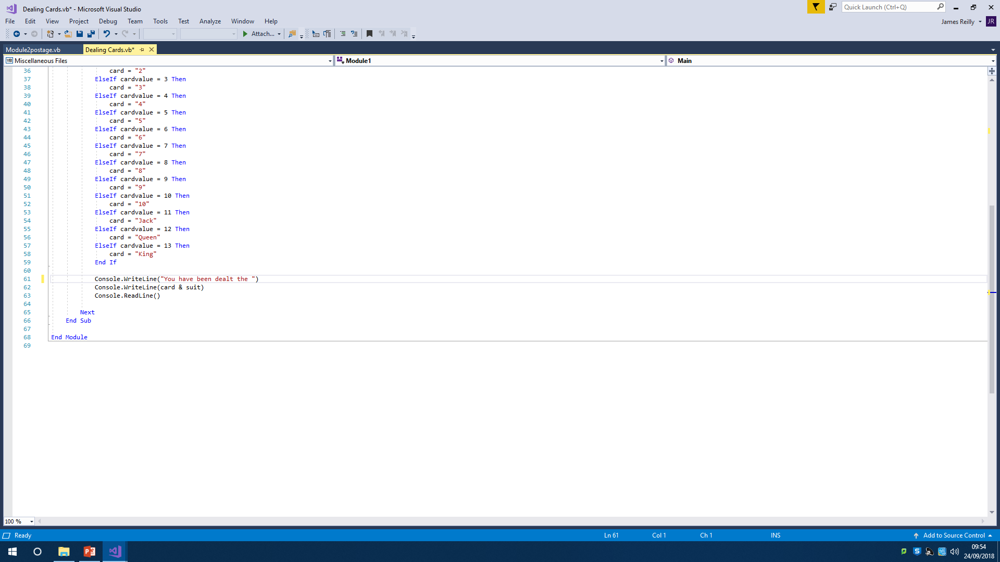 Dealing Cards.vb* - Microsoft Visual Studio
Quick Launch (Ctrl+Q)
File Edit View Project Debug Team Tools Test Analyze Window Help
James Reilly JR
Attach...
Module2postage.vb Dealing Cards.vb*
VB Miscellaneous Files Module1 Main
36 card = "2"
37 ElseIf cardvalue = 3 Then
38 card = "3"
39 ElseIf cardvalue = 4 Then
40 card = "4"
41 ElseIf cardvalue = 5 Then
42 card = "5"
43 ElseIf cardvalue = 6 Then
44 card = "6"
45 ElseIf cardvalue = 7 Then
46 card = "7"
47 ElseIf cardvalue = 8 Then
48 card = "8"
49 ElseIf cardvalue = 9 Then
50 card = "9"
51 ElseIf cardvalue = 10 Then
52 card = "10"
53 ElseIf cardvalue = 11 Then
54 card = "Jack"
55 ElseIf cardvalue = 12 Then
56 card = "Queen"
57 ElseIf cardvalue = 13 Then
58 card = "King"
59 End If
60
61 Console.WriteLine("You have been dealt the ")
62 Console.WriteLine(card & suit)
63 Console.ReadLine()
64
65 Next
66 End Sub
67
68 End Module
69
100 %
Ready Ln 61 Col 1 Ch 1 INS Add to Source Control
09:54
24/09/2018